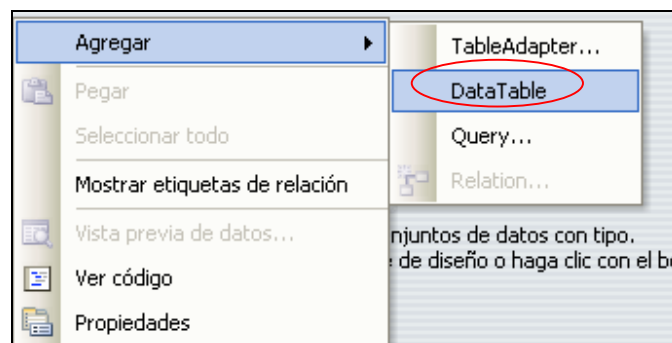 Agregar
TableAdapter...
Pegar
DataTable
Seleccionar todo
Query...
Mostrar etiquetas de relación
Relation...
Vista previa de datos...
njuntos de datos con tipo.
de diseño o haga clic con el
Ver código
Propiedades